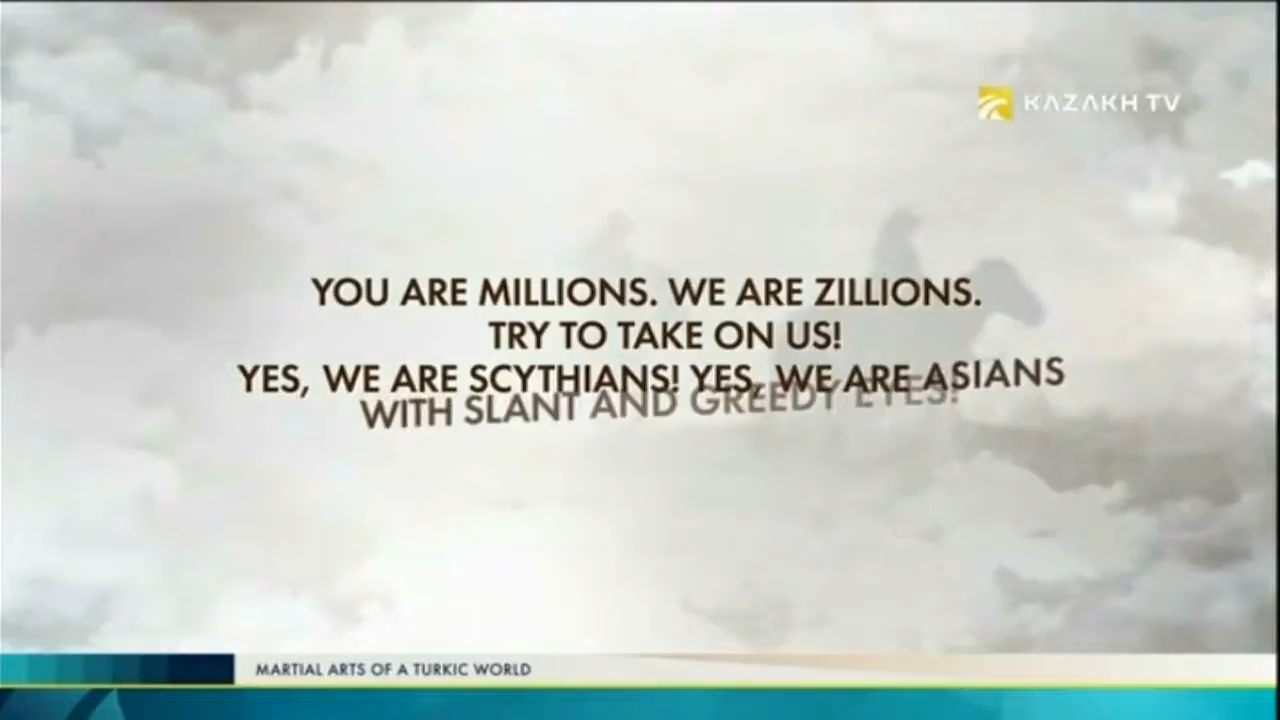 KAZAKH TV
YOU ARE MILLIONS. WE ARE ZILLIONS.
TRY TO TAKE ON US!
YES, WE ARE SCYTHIANS! YES, WE ARE ASIANS
WITH SLANT AND GREEDY EYES!
MARTIAL ARTS OF A TURKIC WORLD